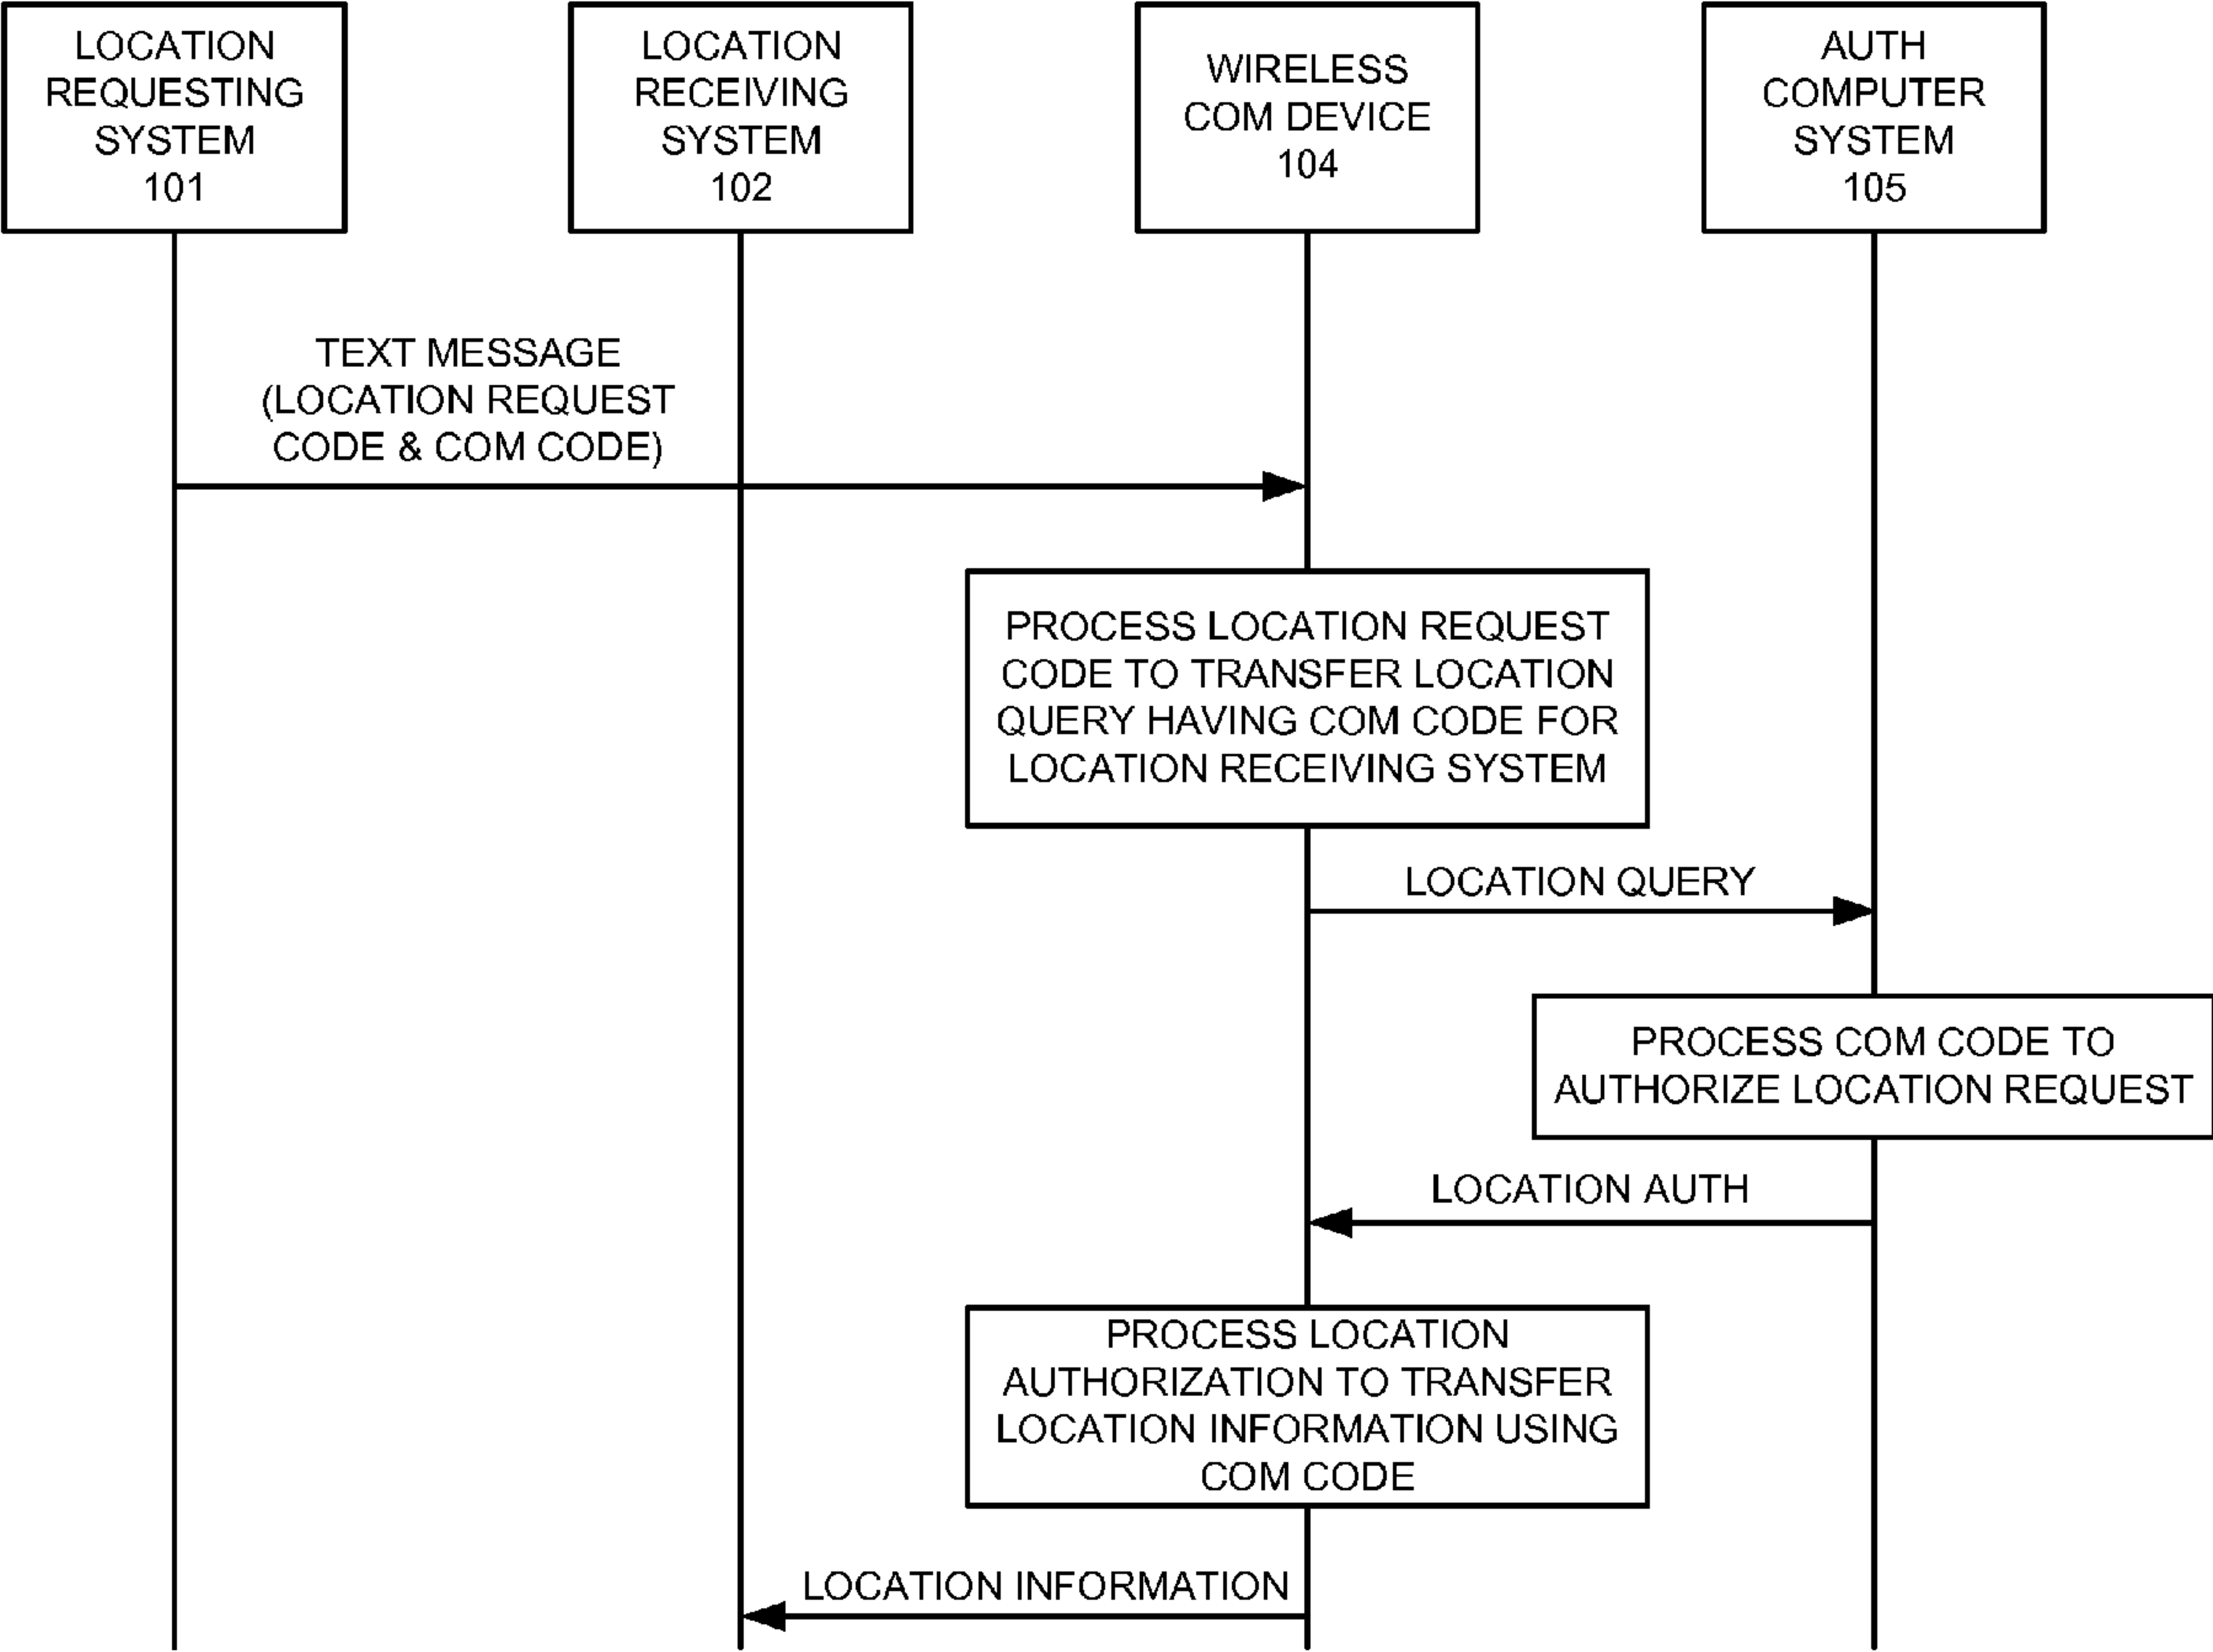 LOCATION
REQUESTING
SYSTEM
101
LOCATION
RECEIVING
SYSTEM
102
WIRELESS
COM DEVICE
104
AUTH
COMPUTER
SYSTEM
105
TEXT MESSAGE
(LOCATION REQUEST
CODE & COM CODE)
PROCESS LOCATION REQUEST
CODE TO TRANSFER LOCATION
QUERY HAVING COM CODE FOR
LOCATION RECEIVING SYSTEM
LOCATION QUERY
PROCESS COM CODE TO
AUTHORIZE LOCATION REQUEST
LOCATION AUTH
PROCESS LOCATION
AUTHORIZATION TO TRANSFER
LOCATION INFORMATION USING
COM CODE
LOCATION INFORMATION